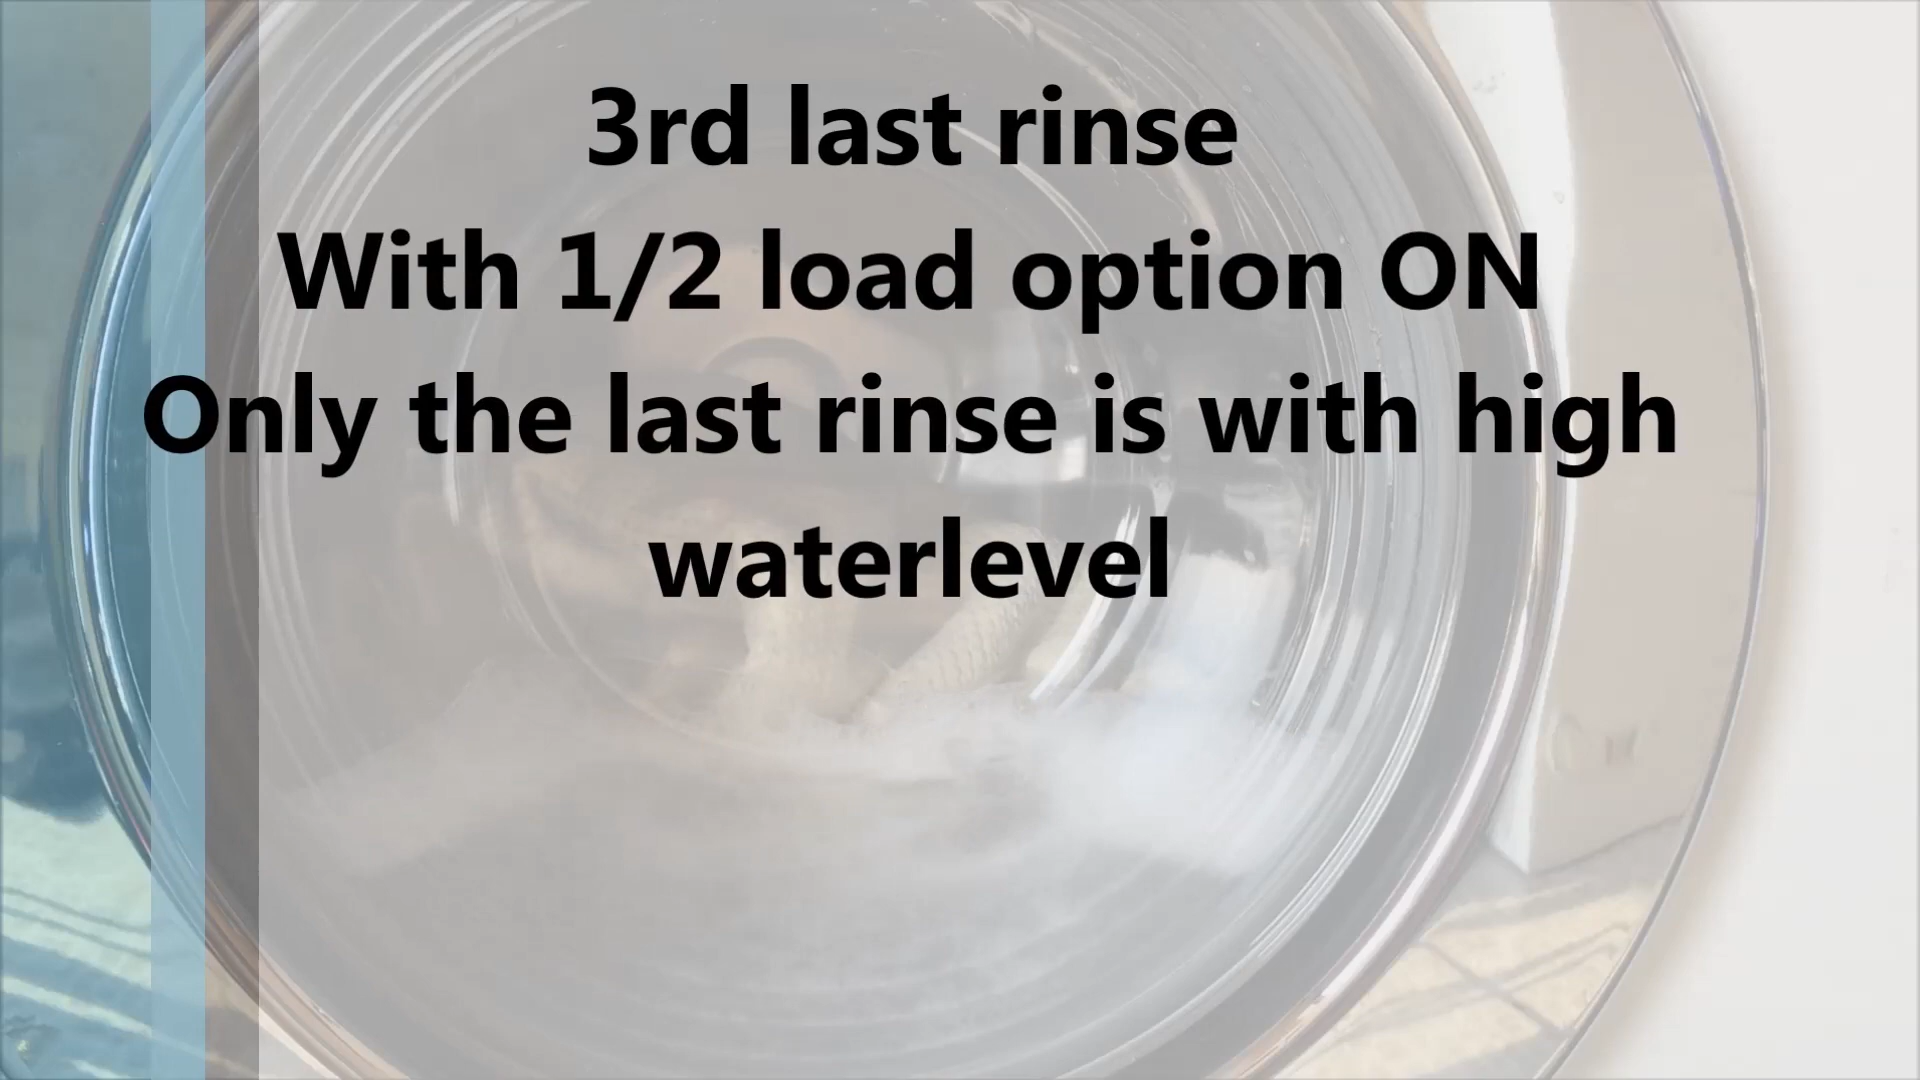 3rd last rinse
With 1/2 load option ON
Only the last rinse is with high
waterlevel